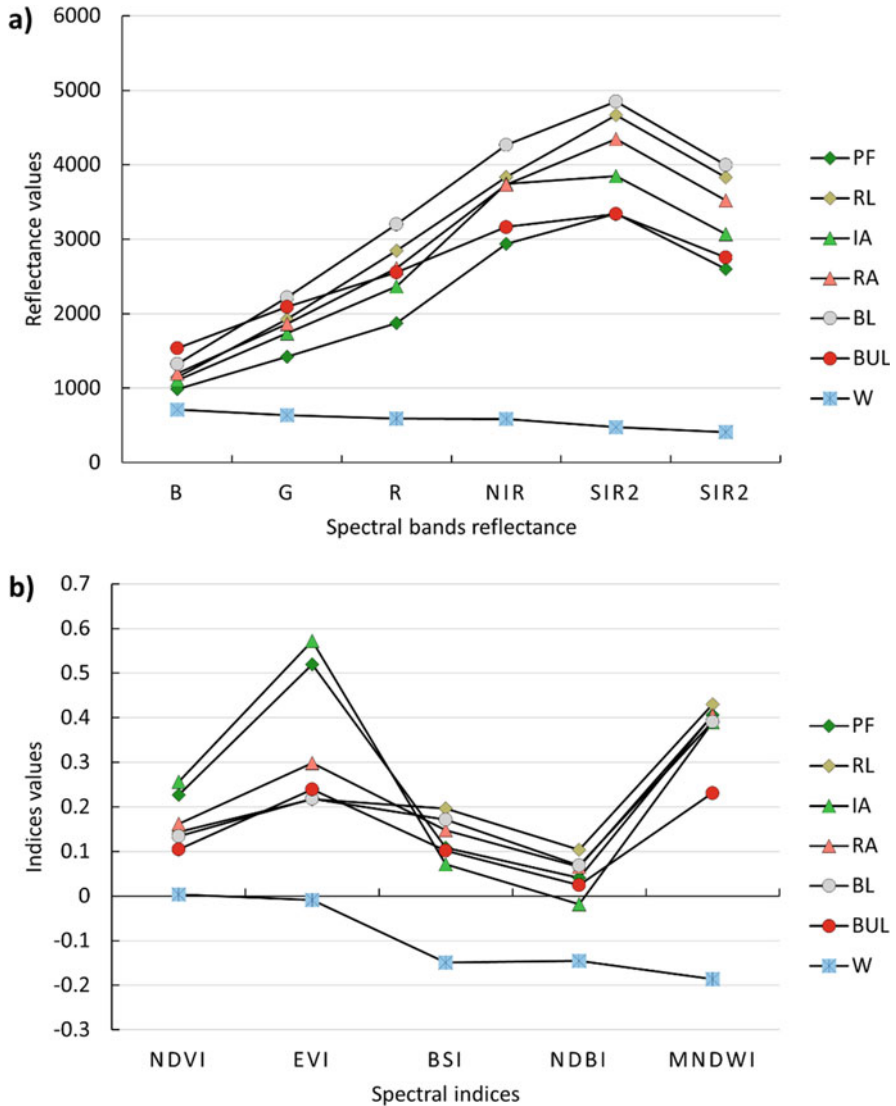 a)
6000
5000
4000
3000
2000
1000
0
Reflectance values
B G R NIR SIR2 SIR2
Spectral bands reflectance
PF
RL
IA
RA
BL
BUL
W
b)
0.7
0.6
0.5
0.4
0.3
0.2
0.1
0
-0.1
-0.2
-0.3
Indices values
NDVI EVI BSI NDBI MNDWI
Spectral indices
PF
RL
IA
RA
BL
BUL
W